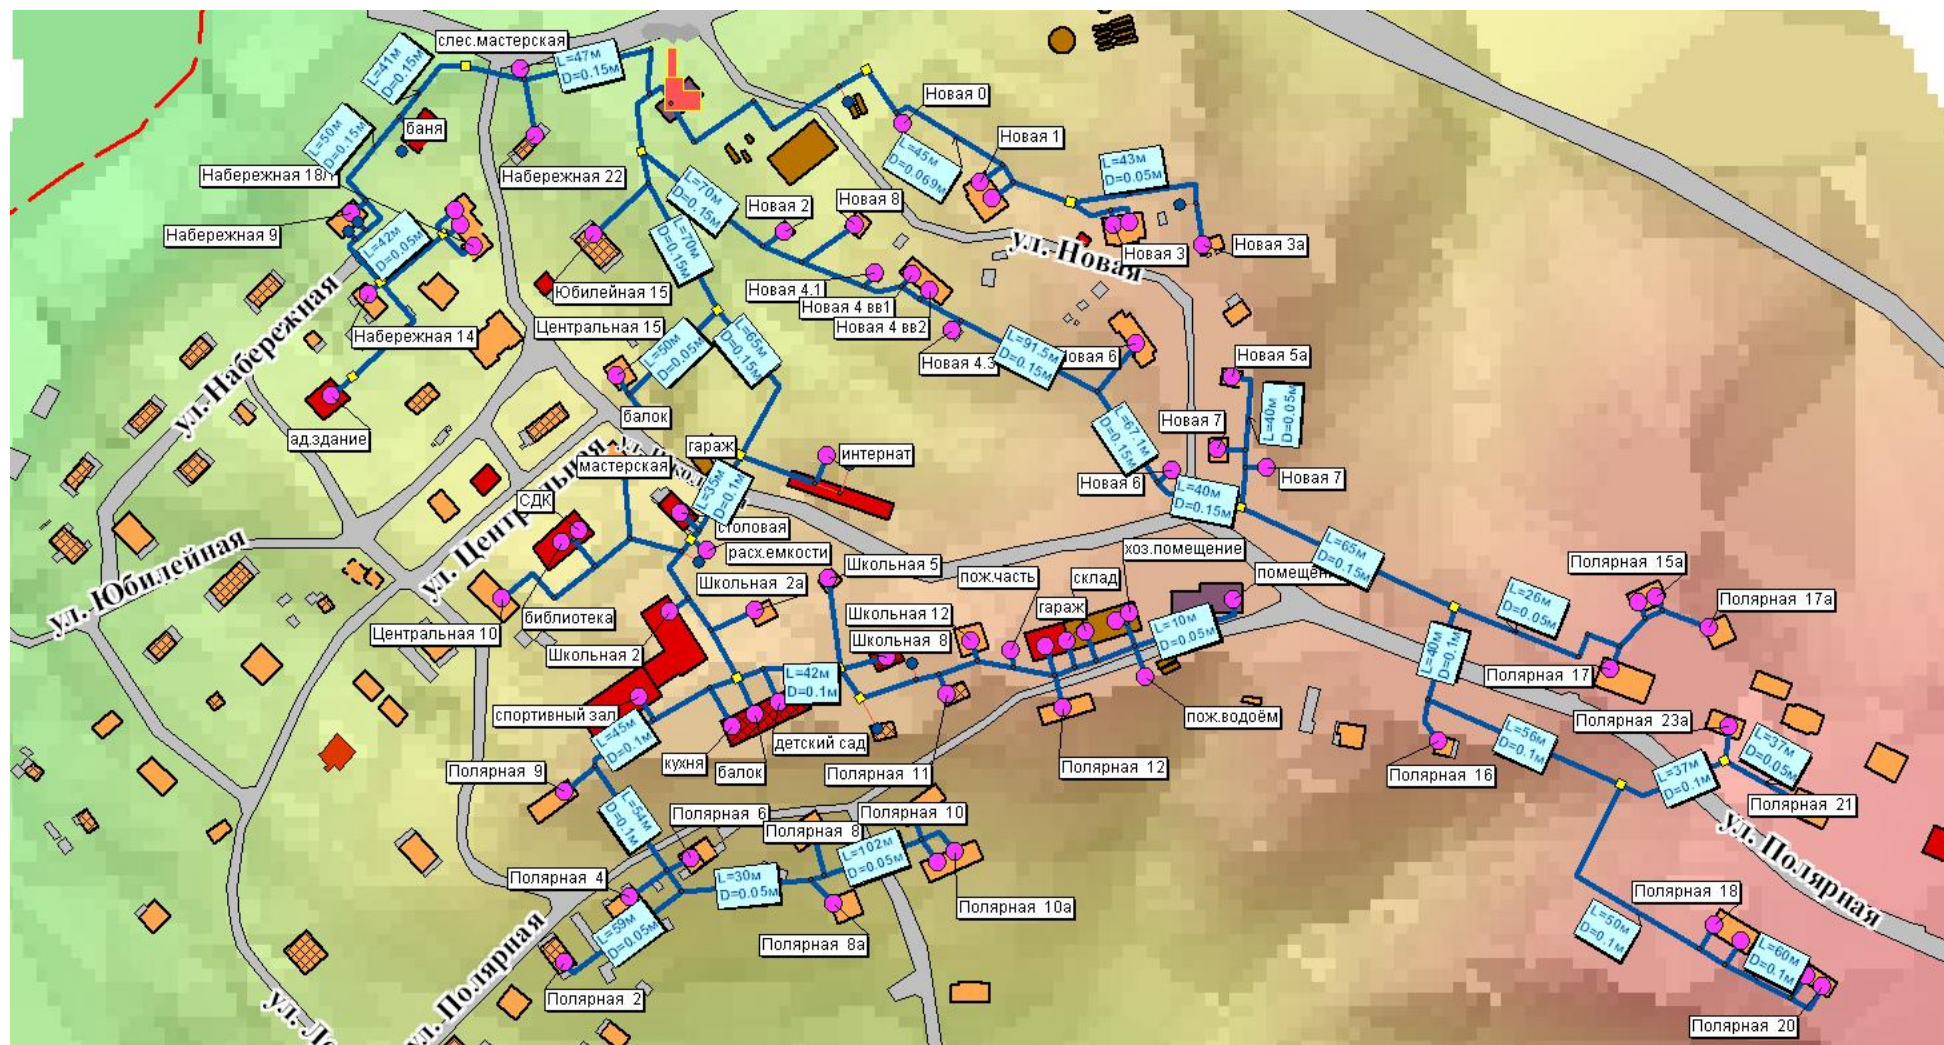 слес.мастерская
L=47м
D=0.15м
L=41м
D=0.15м
L=50м
D=0.15м
баня
Набережная 18/
Набережная 22
Набережная 9
L=42м
D=0.05м
Набережная 14
ул. Набережная
ад.здание
Юбилейная 15
Центральная 15
L=70м
D=0.15м
L=70м
D=0.15м
Новая 2
Новая 8
Новая 0
L=45м
D=0.069м
Новая 1
L=43м
D=0.05м
Новая 3
Новая 3а
ул. Новая
Новая 4.1
Новая 4 вв1
Новая 4 вв2
Новая 4.3
L=91.5м
D=0.15м
овая 6
Новая 5а
L=40м
D=0.05м
Новая 7
Новая 7
L=67.1м
D=0.15м
Новая 6
L=40м
D=0.15м
L=50м
D=0.05м
L=65м
D=0.15м
балок
гараж
интернат
мастерская
L=35м
D=0.1м
СДК
столовая
расх.емкости
ул. Центральная
ул. Юбилейная
библиотека
Центральная 10
Школьная 2а
Школьная 5
Школьная 2
Школьная 12
Школьная 8
пож.часть
склад
гараж
хоз.помещение
помещен
L=10м
D=0.05м
L=65м
D=0.15м
L=26м
D=0.05м
Полярная 15а
Полярная 17а
Полярная 17
L=40м
D=0.1м
L=42м
D=0.1м
спортивный зал
L=45м
D=0.1м
кухня
балок
детский сад
Полярная 11
Полярная 12
пож.водоём
Полярная 16
L=56м
D=0.1м
Полярная 23а
L=37м
D=0.05м
L=37м
D=0.1м
Полярная 21
Полярная 9
L=54м
D=0.1м
Полярная 6
Полярная 8
Полярная 10
L=102м
D=0.05м
L=30м
D=0.05м
Полярная 4
L=59м
D=0.05м
Полярная 2
Полярная 8а
Полярная 10а
ул. Полярная
ул. Полярная
Полярная 18
L=50м
D=0.1м
L=60м
D=0.1м
Полярная 20